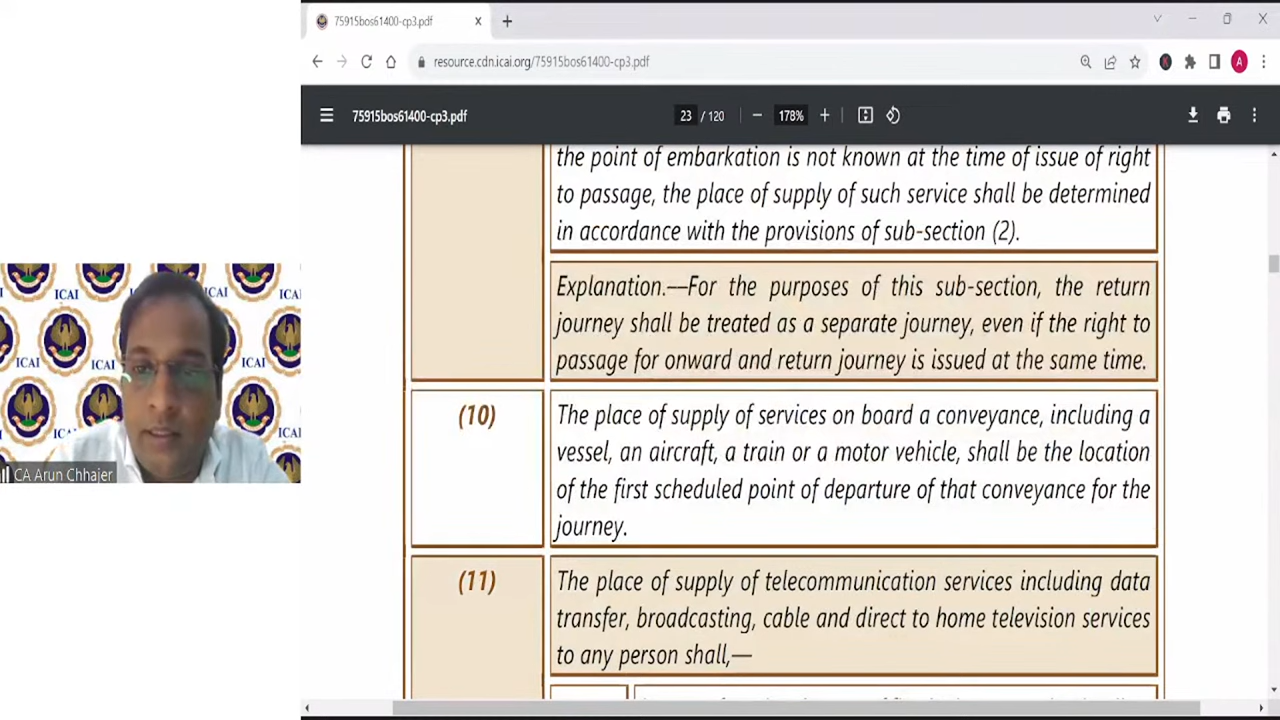 75915bos61400-cp3.pdf
resource.cdn.icai.org/75915bos61400-cp3.pdf
A
75915bos61400-cp3.pdf
23 / 120
178%
the point of embarkation is not known at the time of issue of right
to passage, the place of supply of such service shall be determined
in accordance with the provisions of sub-section (2).
Explanation.––For the purposes of this sub-section, the return
journey shall be treated as a separate journey, even if the right to
passage for onward and return journey is issued at the same time.
(10)
The place of supply of services on board a conveyance, including a
vessel, an aircraft, a train or a motor vehicle, shall be the location
of the first scheduled point of departure of that conveyance for the
journey.
(11)
The place of supply of telecommunication services including data
transfer, broadcasting, cable and direct to home television services
to any person shall,—
ICAI
ICAI
ICAI
ICAI
ICAI
ICAI
CA Arun Chhajer